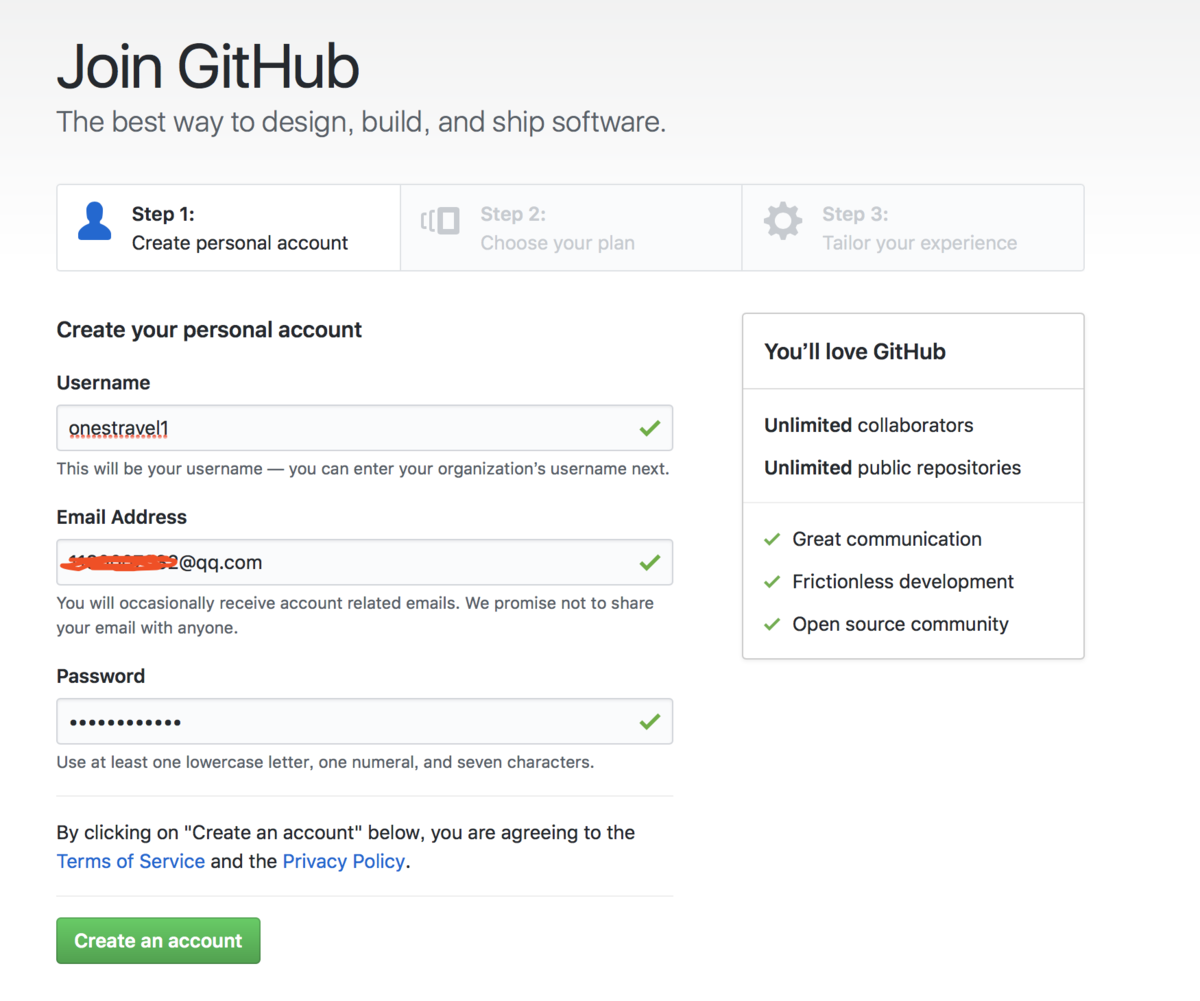 Join GitHub
The best way to design, build, and ship software.
Step 1:
Create personal account
Step 2:
Choose your plan
Step 3:
Tailor your experience
Create your personal account
Username
onestravel1
This will be your username — you can enter your organization's username next.
Email Address
@qq.com
You will occasionally receive account related emails. We promise not to share
your email with anyone.
Password
••••••••••••
Use at least one lowercase letter, one numeral, and seven characters.
By clicking on "Create an account" below, you are agreeing to the
Terms of Service and the Privacy Policy.
Create an account
You'll love GitHub
Unlimited collaborators
Unlimited public repositories
Great communication
Frictionless development
Open source community